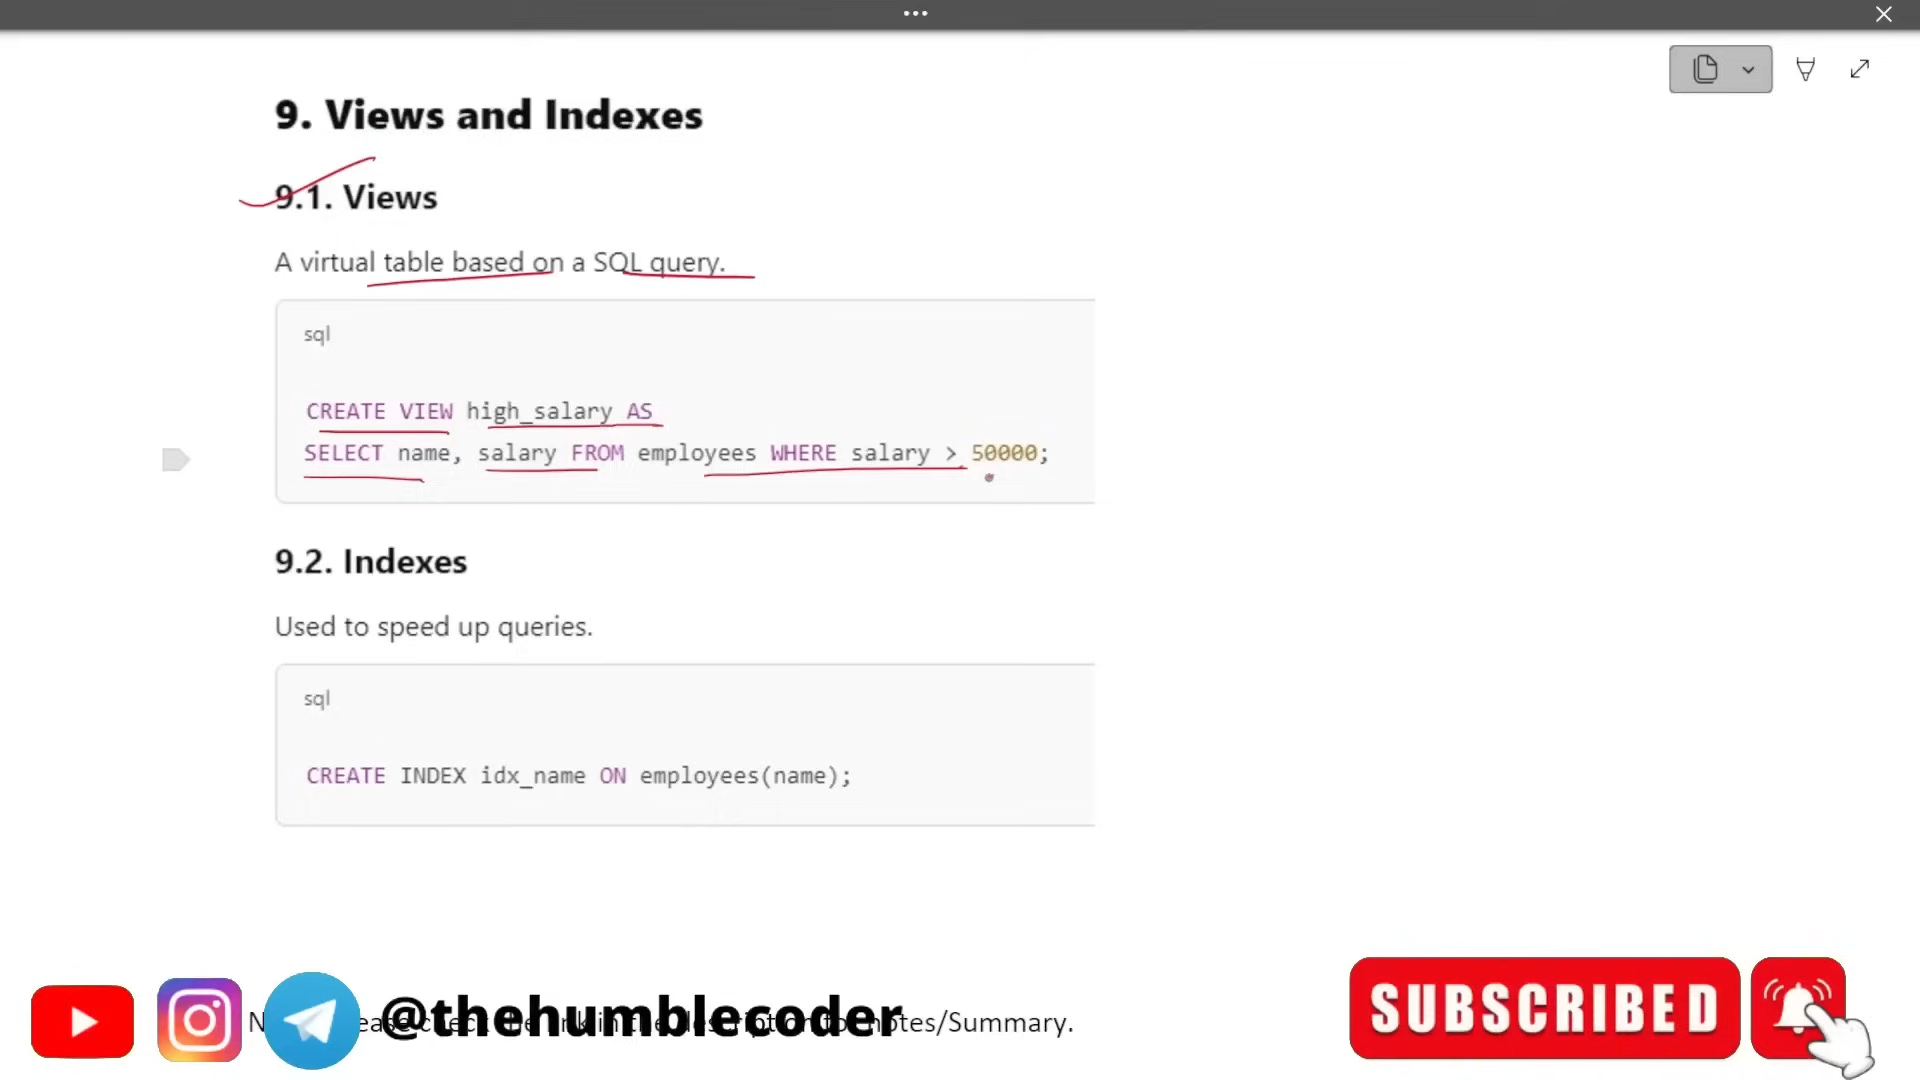 9. Views and Indexes
9.1. Views
A virtual table based on a SQL query.
sql
CREATE VIEW high_salary AS
SELECT name, salary FROM employees WHERE salary > 50000;
9.2. Indexes
Used to speed up queries.
sql
CREATE INDEX idx_name ON employees(name);
@thehumblecoder
notes/Summary.
SUBSCRIBED